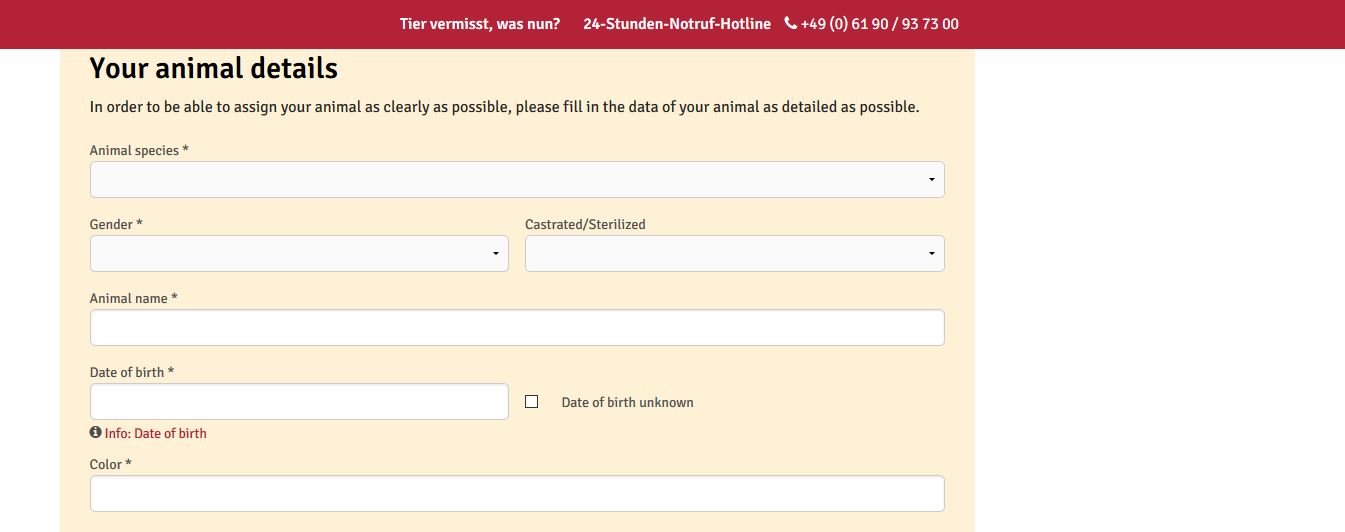 Tier vermisst, was nun? 24-Stunden-Notruf-Hotline +49 (0) 61 90 / 93 73 00
Your animal details
In order to be able to assign your animal as clearly as possible, please fill in the data of your animal as detailed as possible.
Animal species *
Gender * Castrated/Sterilized
Animal name *
Date of birth *
Date of birth unknown
Info: Date of birth
Color *